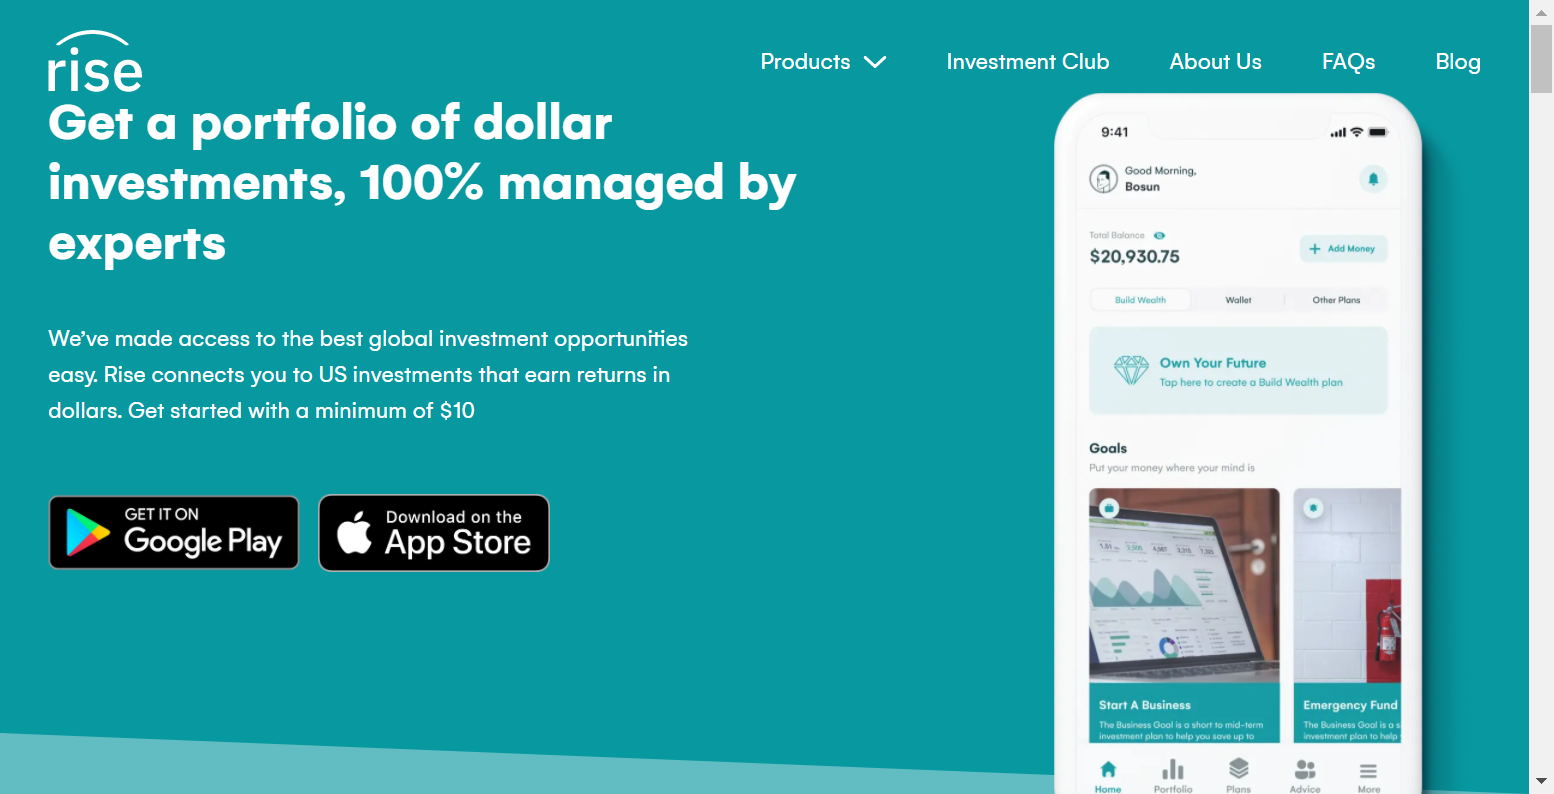 rise
Products
Investment Club
About Us
FAQs
Blog
Get a portfolio of dollar
investments, 100% managed by
experts
We’ve made access to the best global investment opportunities
easy. Rise connects you to US investments that earn returns in
dollars. Get started with a minimum of $10
GET IT ON
Google Play
Download on the
App Store
9:41
Good Morning,
Bosun
Total Balance
$20,930.75
Add Money
Build Wealth
Wallet
Other Plans
Own Your Future
Tap here to create a Build Wealth plan
Goals
Put your money where your mind is
Start A Business
The Business Goal is a short to mid-term
investment plan to help you save up to
Emergency Fund
The Business Goal is a s
investment plan to help
Home
Portfolio
Plans
Advice
More